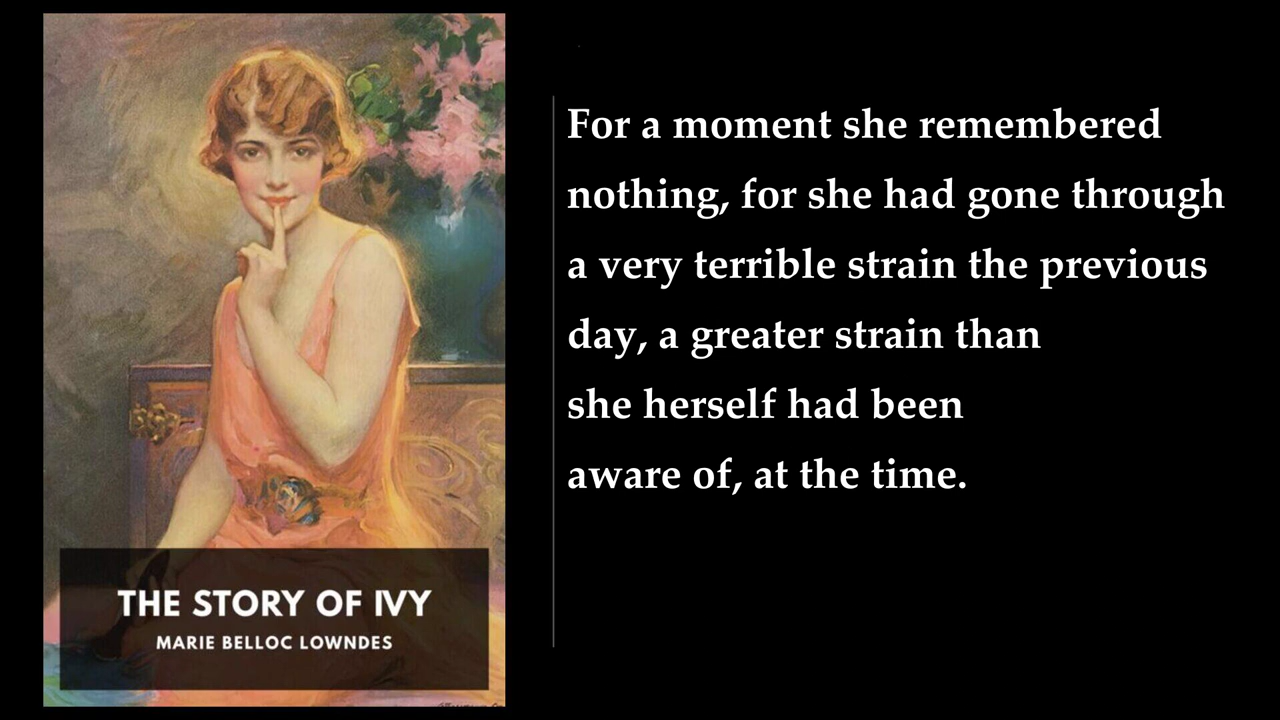 THE STORY OF IVY
MARIE BELLOC LOWNDES
For a moment she remembered
nothing, for she had gone through
a very terrible strain the previous
day, a greater strain than
she herself had been
aware of, at the time.